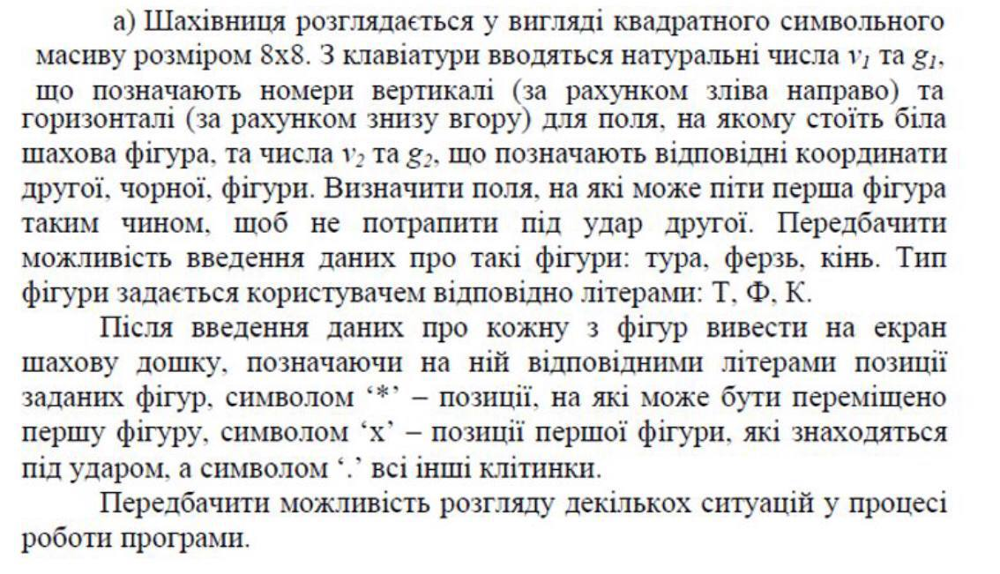 а) Шахівниця розглядається у вигляді квадратного символьного
масиву розміром 8х8. З клавіатури вводяться натуральні числа v1 та g1,
що позначають номери вертикалі (за рахунком зліва направо) та
горизонталі (за рахунком знизу вгору) для поля, на якому стоїть біла
шахова фігура, та числа v2 та g2, що позначають відповідні координати
другої, чорної, фігури. Визначити поля, на які може піти перша фігура
таким чином, щоб не потрапити під удар другої. Передбачити
можливість введення даних про такі фігури: тура, ферзь, кінь. Тип
фігури задається користувачем відповідно літерами: Т, Ф, К.
Після введення даних про кожну з фігур вивести на екран
шахову дошку, позначаючи на ній відповідними літерами позиції
заданих фігур, символом ‘*’ – позиції, на які може бути переміщено
першу фігуру, символом ‘х’ – позиції першої фігури, які знаходяться
під ударом, а символом ‘.’ всі інші клітинки.
Передбачити можливість розгляду декількох ситуацій у процесі
роботи програми.